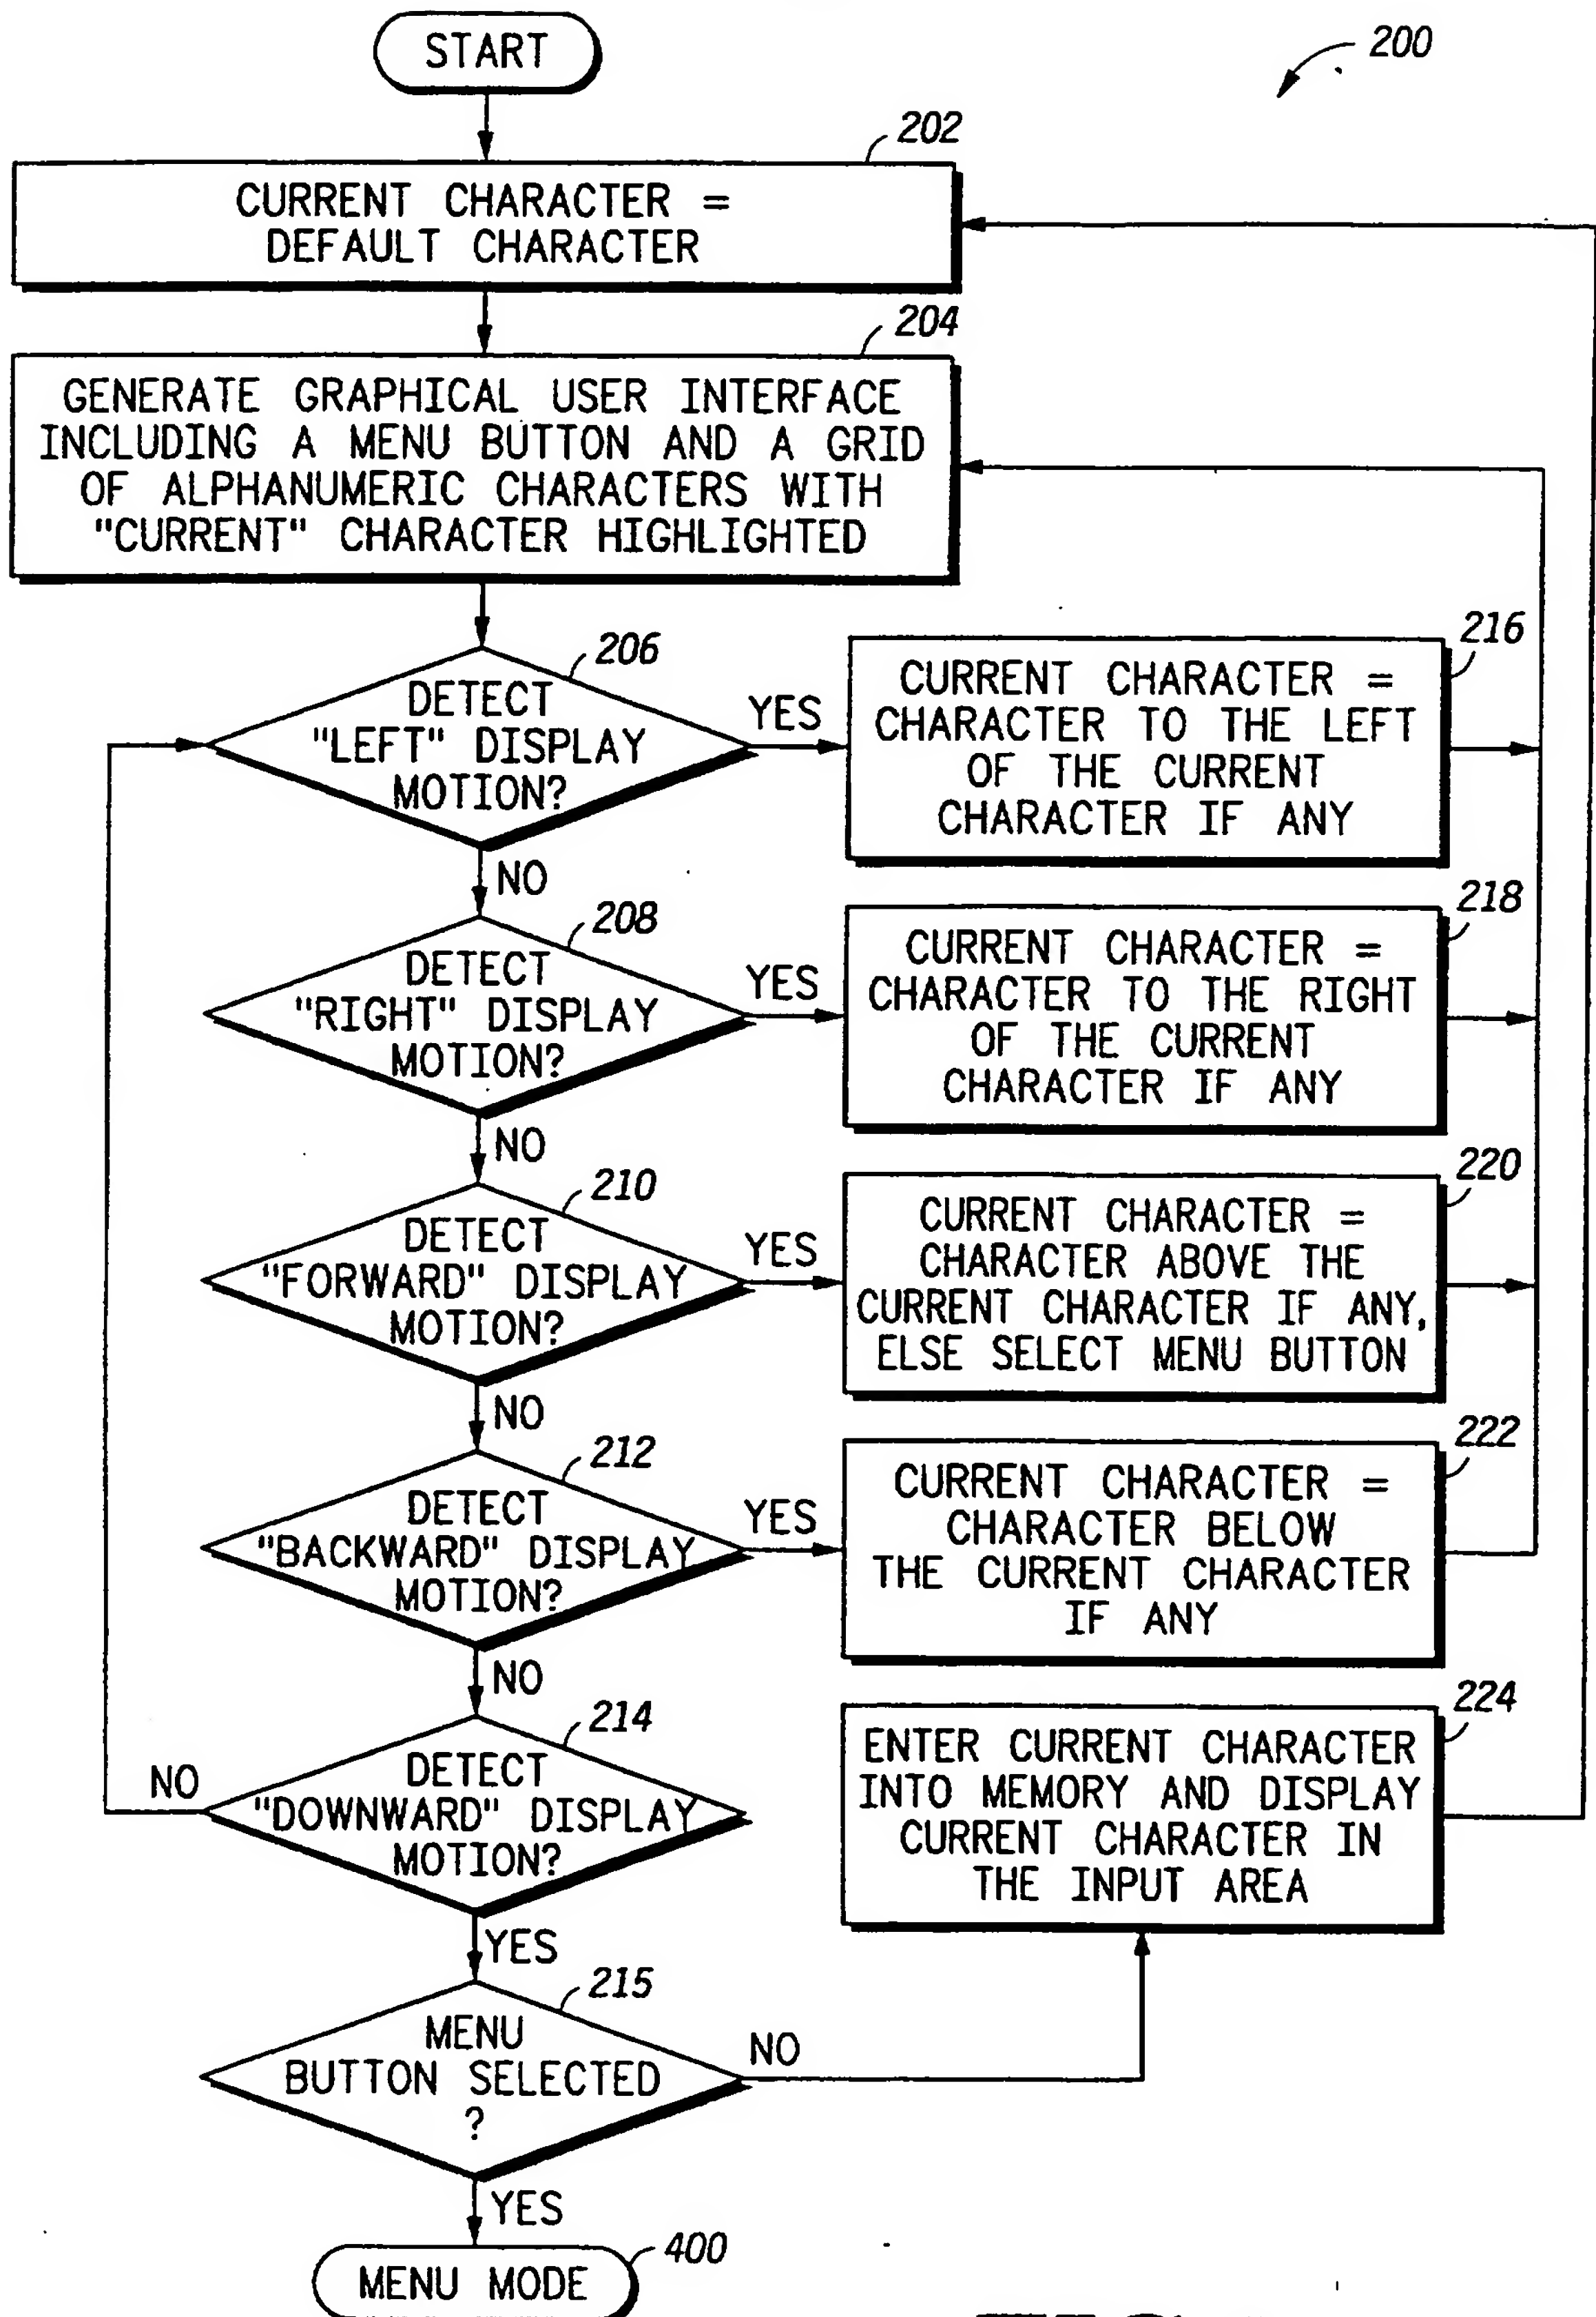 START
200
202
CURRENT CHARACTER =
DEFAULT CHARACTER
204
GENERATE GRAPHICAL USER INTERFACE
INCLUDING A MENU BUTTON AND A GRID
OF ALPHANUMERIC CHARACTERS WITH
"CURRENT" CHARACTER HIGHLIGHTED
206
DETECT
"LEFT" DISPLAY
MOTION?
YES
216
CURRENT CHARACTER =
CHARACTER TO THE LEFT
OF THE CURRENT
CHARACTER IF ANY
NO
208
DETECT
"RIGHT" DISPLAY
MOTION?
YES
218
CURRENT CHARACTER =
CHARACTER TO THE RIGHT
OF THE CURRENT
CHARACTER IF ANY
NO
210
DETECT
"FORWARD" DISPLAY
MOTION?
YES
220
CURRENT CHARACTER =
CHARACTER ABOVE THE
CURRENT CHARACTER IF ANY,
ELSE SELECT MENU BUTTON
NO
212
DETECT
"BACKWARD" DISPLAY
MOTION?
YES
222
CURRENT CHARACTER =
CHARACTER BELOW
THE CURRENT CHARACTER
IF ANY
NO
214
DETECT
"DOWNWARD" DISPLAY
MOTION?
NO
224
ENTER CURRENT CHARACTER
INTO MEMORY AND DISPLAY
CURRENT CHARACTER IN
THE INPUT AREA
YES
215
MENU
BUTTON SELECTED
?
NO
YES
400
MENU MODE